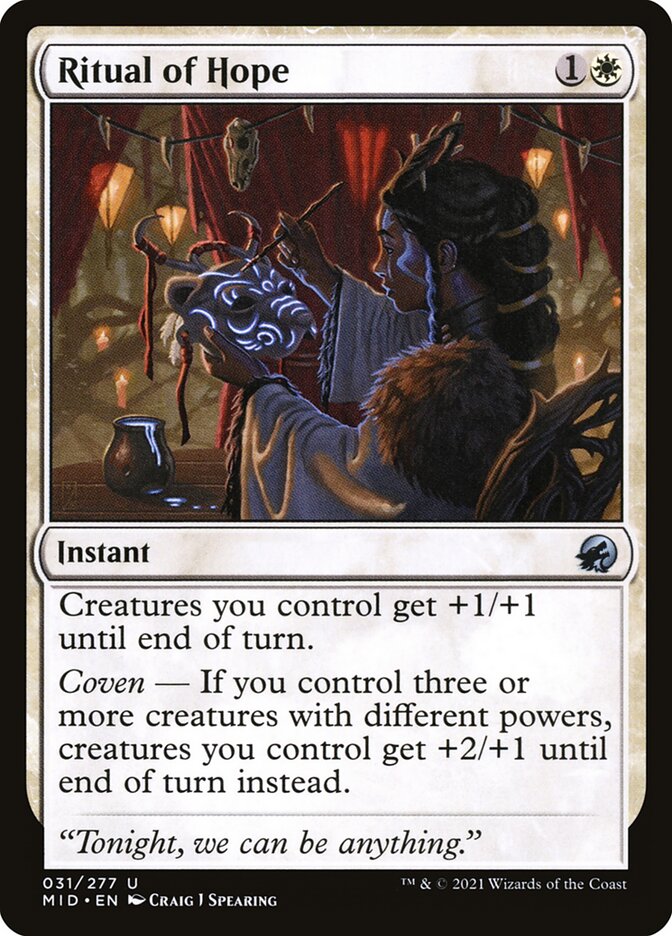 Ritual of Hope 1
Instant
Creatures you control get +1/+1
until end of turn.
Coven — If you control three or
more creatures with different powers,
creatures you control get +2/+1 until
end of turn instead.
“Tonight, we can be anything.”
031/277 U
MID • EN Craig J Spearing
™ & © 2021 Wizards of the Coast